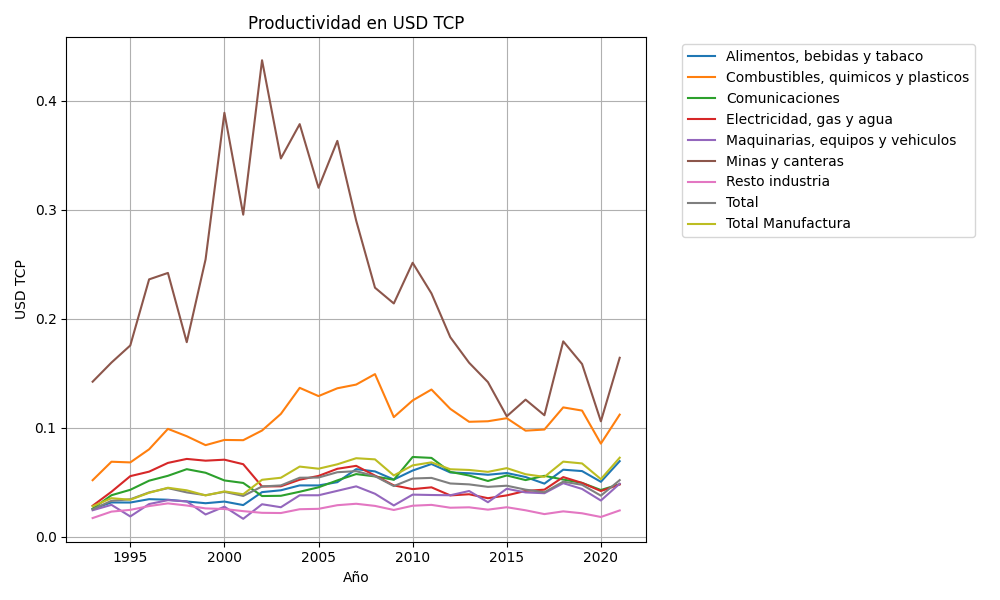 Productividad en USD TCP
USD TCP
0.4
0.3
0.2
0.1
0.0
1995
2000
2005
2010
2015
2020
Año
Alimentos, bebidas y tabaco
Combustibles, quimicos y plasticos
Comunicaciones
Electricidad, gas y agua
Maquinarias, equipos y vehiculos
Minas y canteras
Resto industria
Total
Total Manufactura